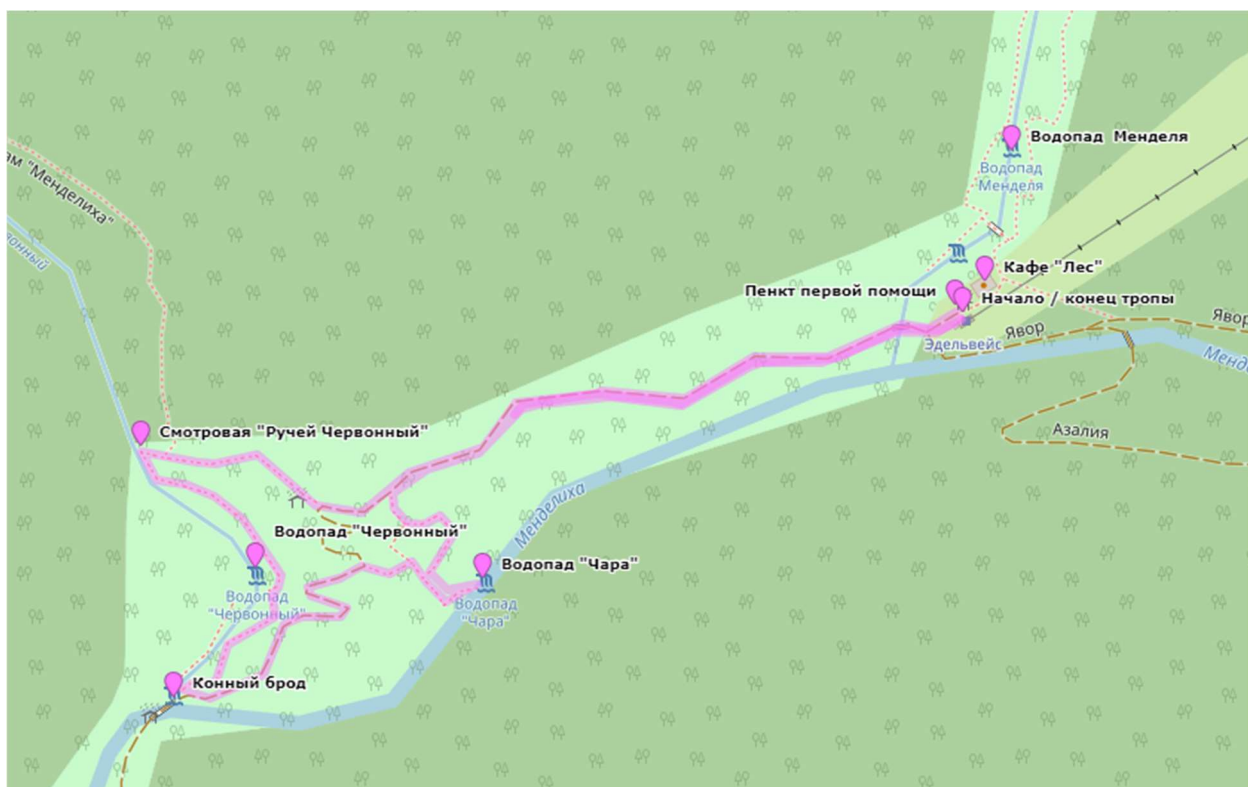 Водопад Менделя
Водопад
Менделя
ам "Менделиха"
вонный
Кафе "Лес"
Пенкт первой помощи
Начало / конец тропы
Явор
Явор
Эдельвейс
Менд
Азалия
Смотровая "Ручей Червонный"
Менделиха
Водопад "Червонный"
Водопад "Чара"
Водопад
"Червонный"
Водопад
"Чара"
Конный брод